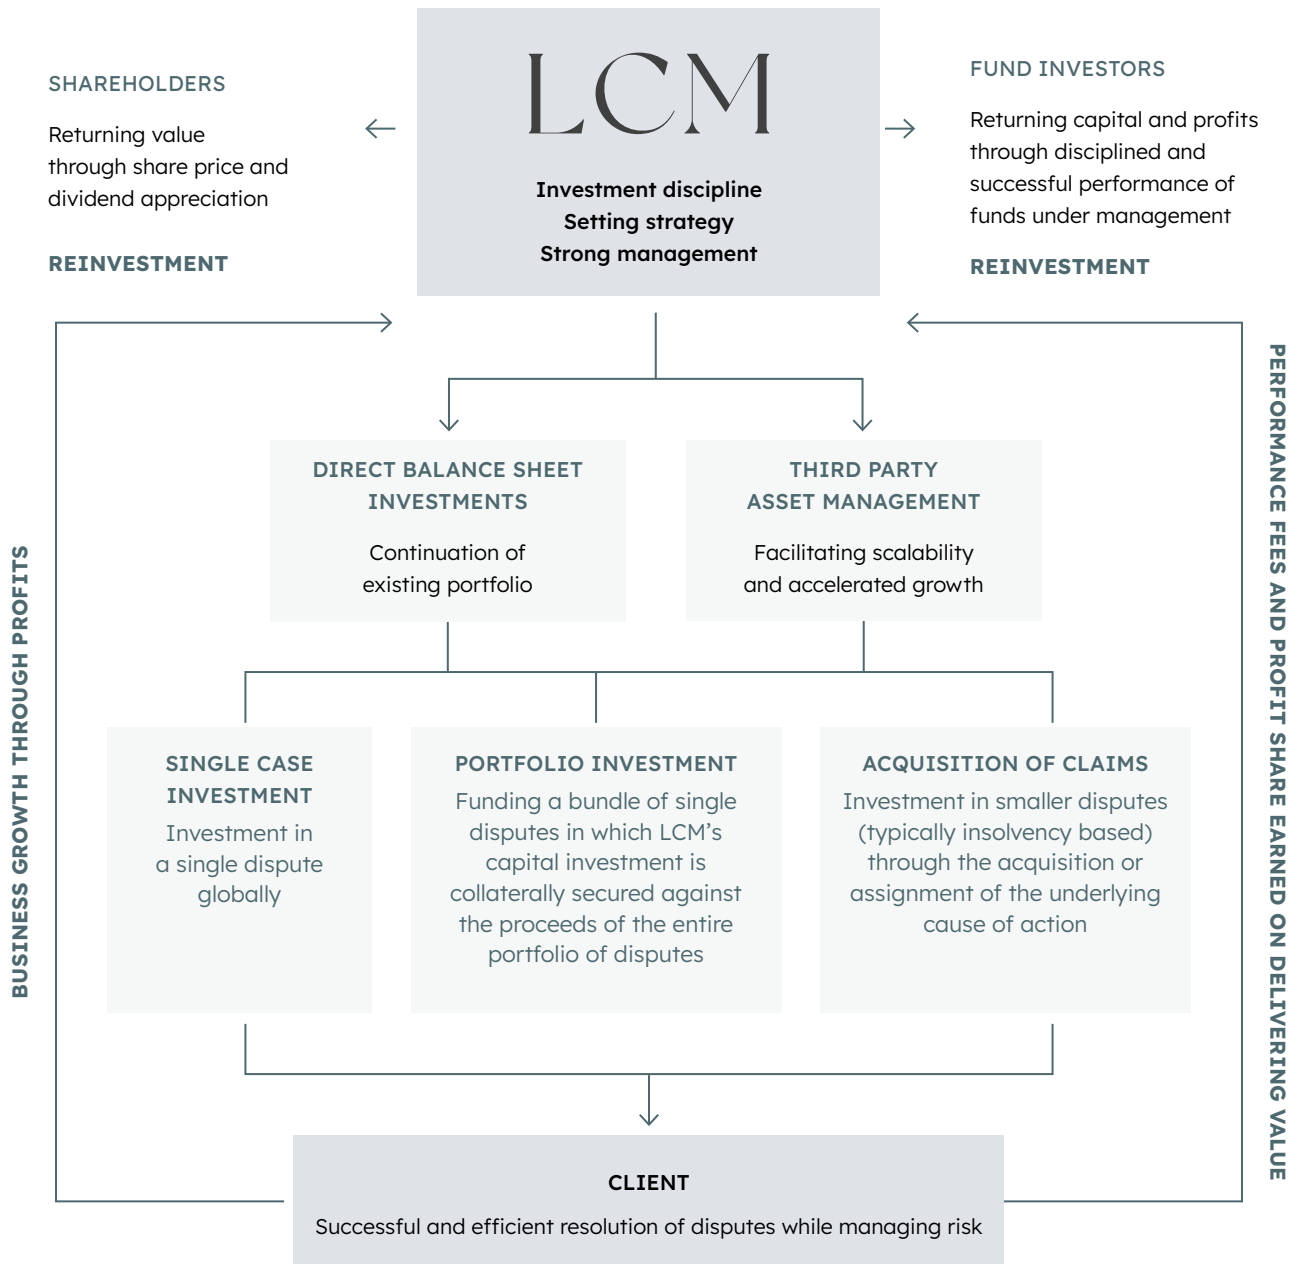 LCM
Investment discipline
Setting strategy
Strong management
SHAREHOLDERS
Returning value
through share price and
dividend appreciation
REINVESTMENT
FUND INVESTORS
Returning capital and profits
through disciplined and
successful performance of
funds under management
REINVESTMENT
DIRECT BALANCE SHEET
INVESTMENTS
Continuation of
existing portfolio
THIRD PARTY
ASSET MANAGEMENT
Facilitating scalability
and accelerated growth
SINGLE CASE
INVESTMENT
Investment in
a single dispute
globally
PORTFOLIO INVESTMENT
Funding a bundle of single
disputes in which LCM’s
capital investment is
collaterally secured against
the proceeds of the entire
portfolio of disputes
ACQUISITION OF CLAIMS
Investment in smaller disputes
(typically insolvency based)
through the acquisition or
assignment of the underlying
cause of action
CLIENT
Successful and efficient resolution of disputes while managing risk
BUSINESS GROWTH THROUGH PROFITS
PERFORMANCE FEES AND PROFIT SHARE EARNED ON DELIVERING VALUE